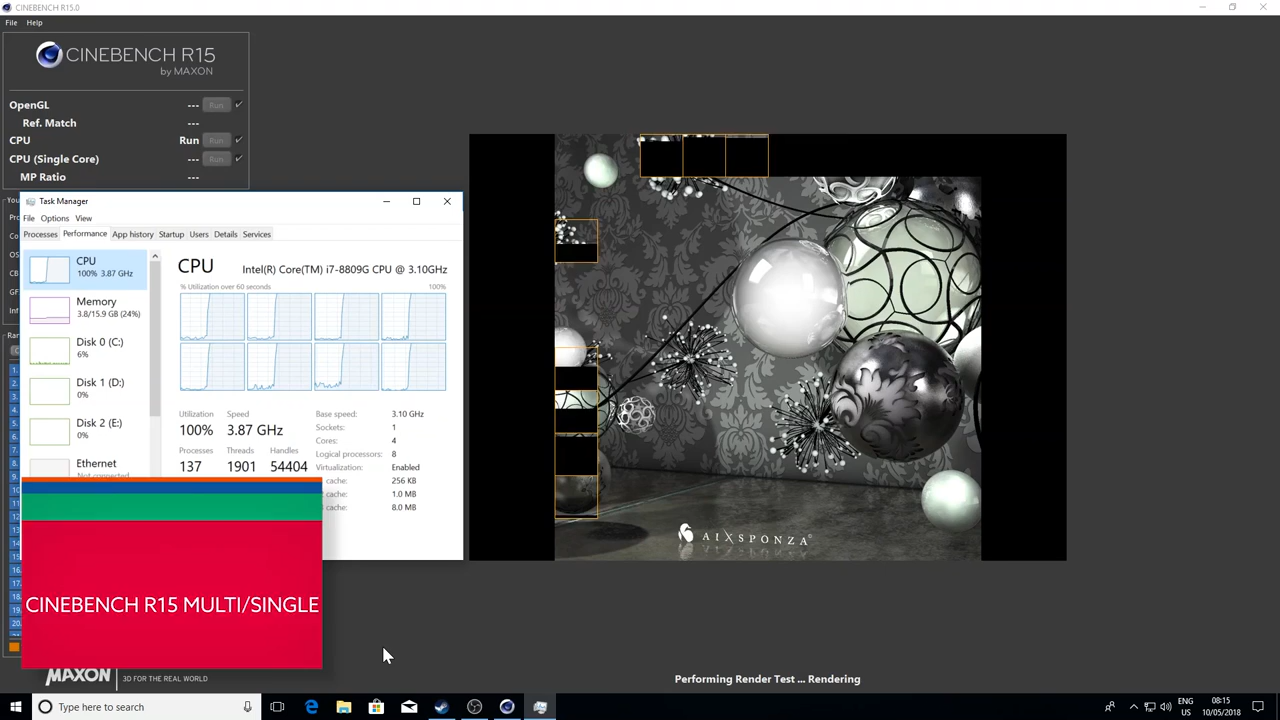 CINEBENCH R15.0
File Help
CINEBENCH R15
by MAXON
OpenGL --- Run
Ref. Match ---
CPU Run Run
CPU (Single Core) --- Run
MP Ratio ---
Task Manager
File Options View
Processes Performance App history Startup Users Details Services
CPU
100% 3.87 GHz
Memory
3.8/15.9 GB (24%)
Disk 0 (C:)
6%
Disk 1 (D:)
0%
Disk 2 (E:)
0%
Ethernet
Not connected
CPU Intel(R) Core(TM) i7-8809G CPU @ 3.10GHz
% Utilization over 60 seconds 100%
Utilization Speed
100% 3.87 GHz
Processes Threads Handles
137 1901 54404
Base speed: 3.10 GHz
Sockets: 1
Cores: 4
Logical processors: 8
Virtualization: Enabled
cache: 256 KB
cache: 1.0 MB
cache: 8.0 MB
CINEBENCH R15 MULTI/SINGLE
AIXSPONZA®
MAXON 3D FOR THE REAL WORLD
Performing Render Test ... Rendering
Type here to search
ENG
US
08:15
10/05/2018